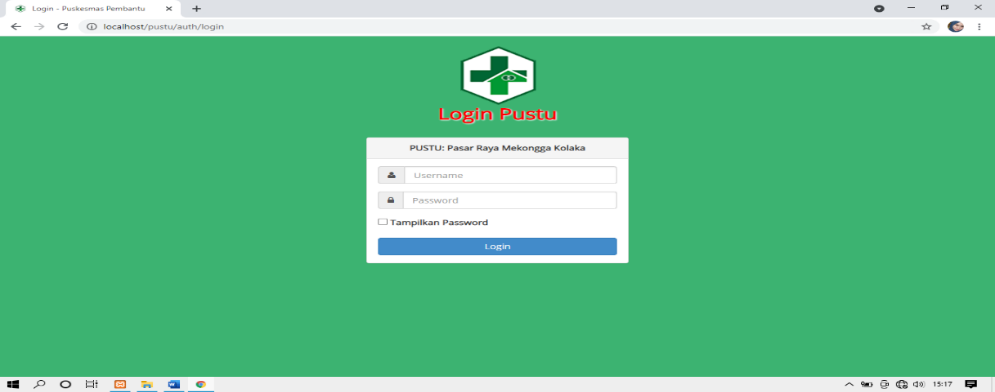 Login - Puskesmas Pembantu
localhost/pustu/auth/login
Login Pustu
PUSTU: Pasar Raya Mekongga Kolaka
Username
Password
Tampilkan Password
Login
15:17